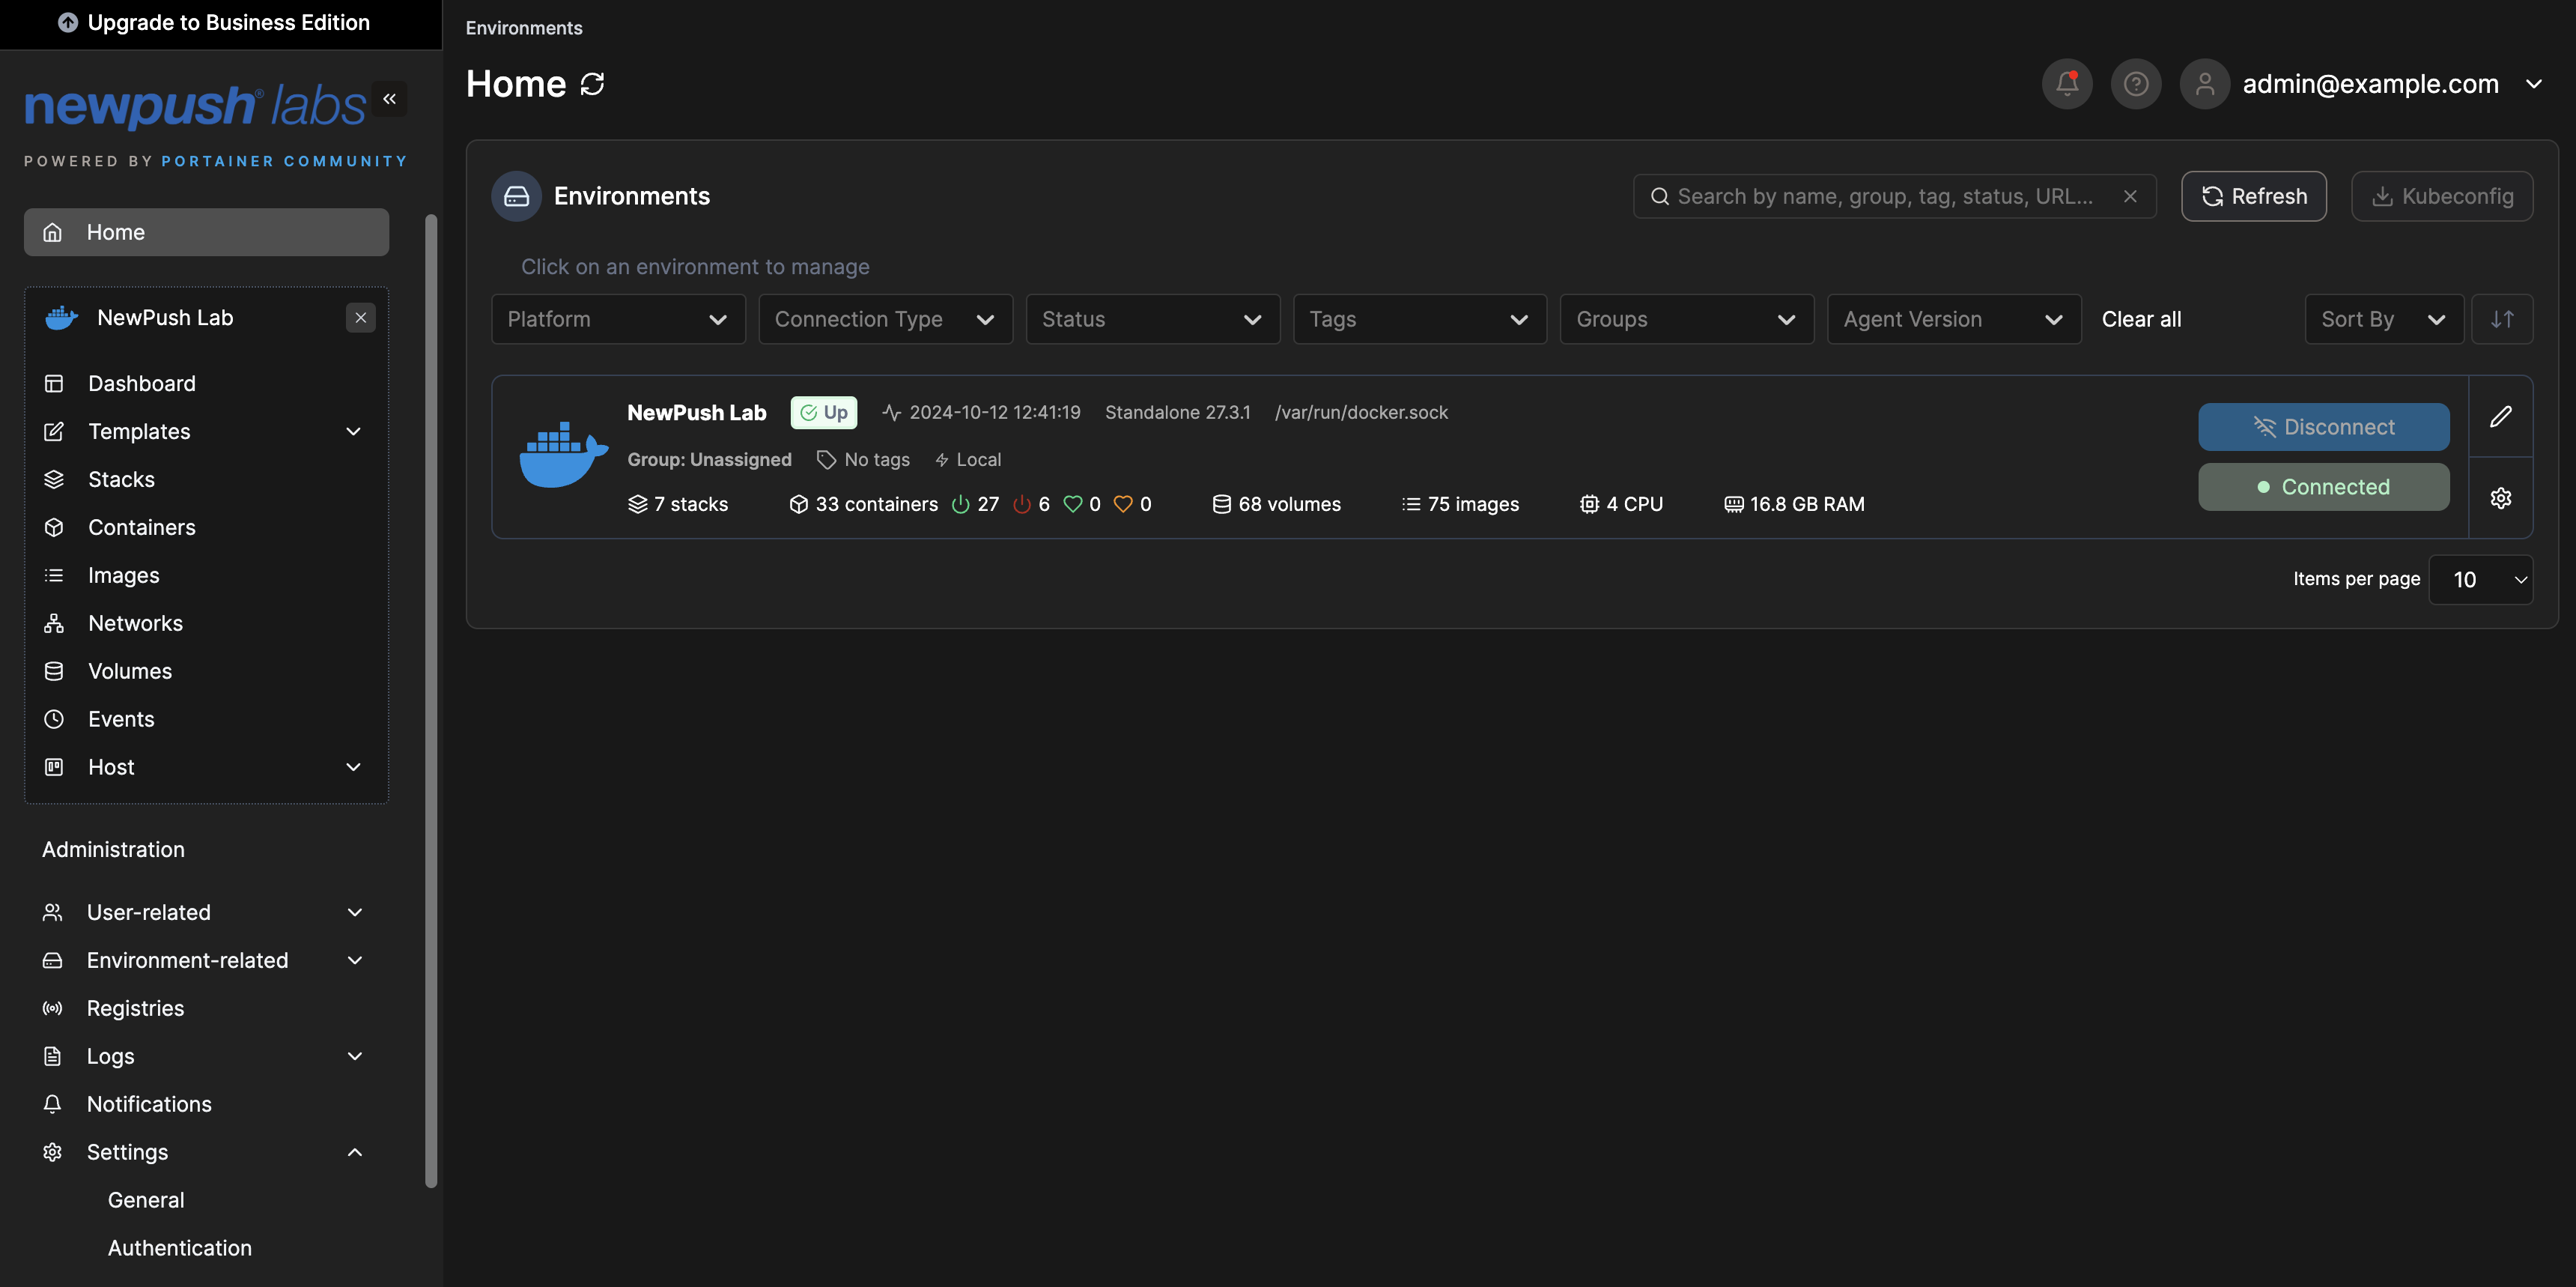 Upgrade to Business Edition
newpush® labs
POWERED BY PORTAINER COMMUNITY
Home
NewPush Lab
Dashboard
Templates
Stacks
Containers
Images
Networks
Volumes
Events
Host
Administration
User-related
Environment-related
Registries
Logs
Notifications
Settings
General
Authentication
Environments
Home
admin@example.com
Environments
Search by name, group, tag, status, URL...
Refresh
Kubeconfig
Click on an environment to manage
Platform
Connection Type
Status
Tags
Groups
Agent Version
Clear all
Sort By
NewPush Lab Up 2024-10-12 12:41:19 Standalone 27.3.1 /var/run/docker.sock
Group: Unassigned No tags Local
7 stacks 33 containers 27 6 0 0 68 volumes 75 images 4 CPU 16.8 GB RAM
Disconnect
Connected
Items per page 10